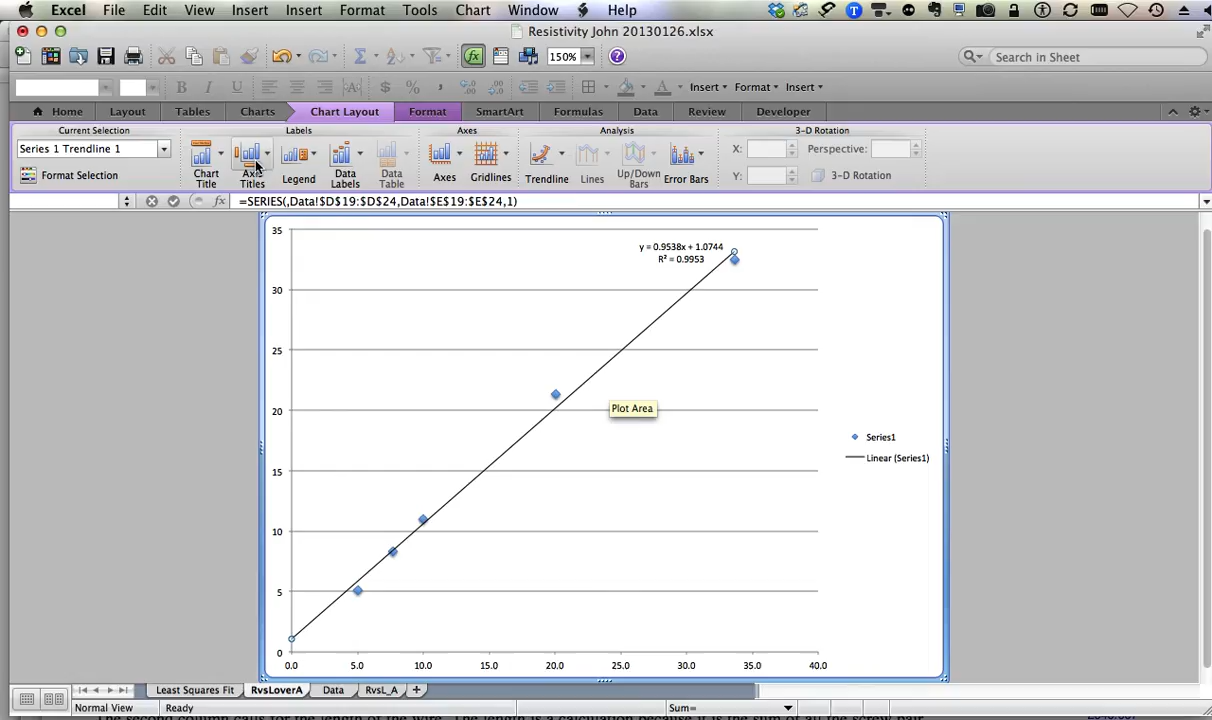 Excel File Edit View Insert Insert Format Tools Chart Window Help
Resistivity John 20130126.xlsx
150%
Search in Sheet
Insert Format Insert
Home Layout Tables Charts Chart Layout Format SmartArt Formulas Data Review Developer
Current Selection Labels Axes Analysis 3-D Rotation
Series 1 Trendline 1
Format Selection
Chart Title
Axis Titles
Legend
Data Labels
Data Table
Axes
Gridlines
Trendline
Lines
Up/Down Bars
Error Bars
X:
Y:
Perspective:
3-D Rotation
fx =SERIES(,Data!$D$19:$D$24,Data!$E$19:$E$24,1)
35
y = 0.9538x + 1.0744
R² = 0.9953
30
25
Plot Area
20
Series1
Linear (Series1)
15
10
5
0
0.0 5.0 10.0 15.0 20.0 25.0 30.0 35.0 40.0
Least Squares Fit RvsLoverA Data RvsL_A
Normal View Ready Sum=